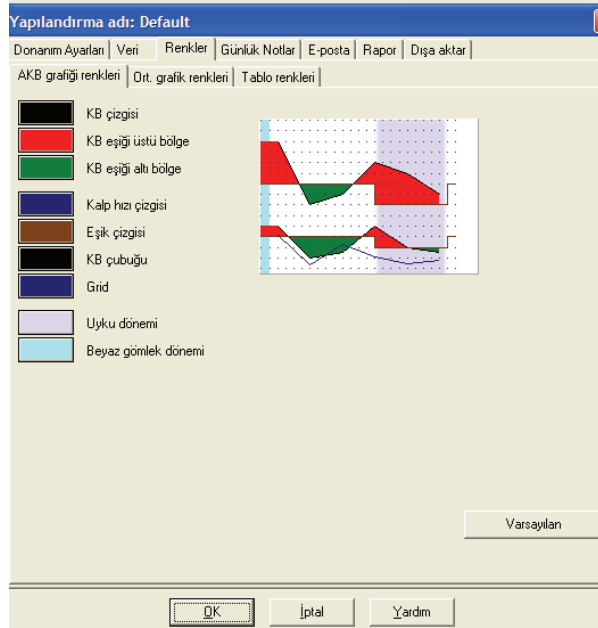 Yapılandırma adı: Default
Donanım Ayarları Veri Renkler Günlük Notlar E-posta Rapor Dışa aktar
AKB grafiği renkleri Ort. grafik renkleri Tablo renkleri
KB çizgisi
KB eşiği üstü bölge
KB eşiği altı bölge
Kalp hızı çizgisi
Eşik çizgisi
KB çubuğu
Grid
Uyku dönemi
Beyaz gömlek dönemi
Varsayılan
OK İptal Yardım